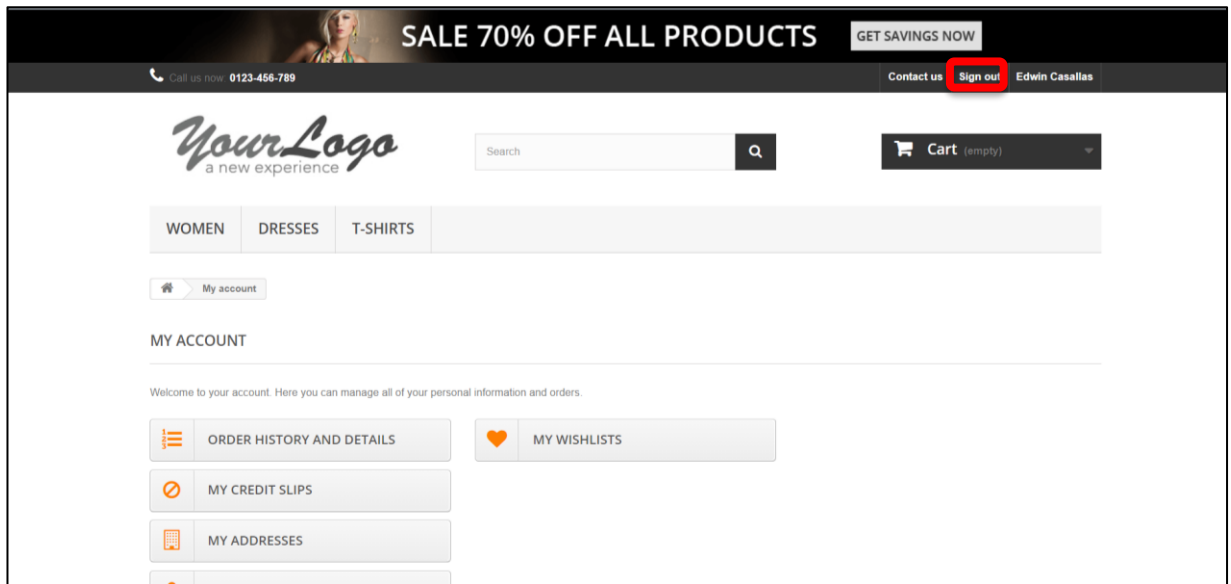 SALE 70% OFF ALL PRODUCTS GET SAVINGS NOW
Call us now 0123-456-789 Contact us Sign out Edwin Casallas
YourLogo
a new experience
Search Cart (empty)
WOMEN DRESSES T-SHIRTS
My account
MY ACCOUNT
Welcome to your account. Here you can manage all of your personal information and orders.
ORDER HISTORY AND DETAILS MY WISHLISTS
MY CREDIT SLIPS
MY ADDRESSES